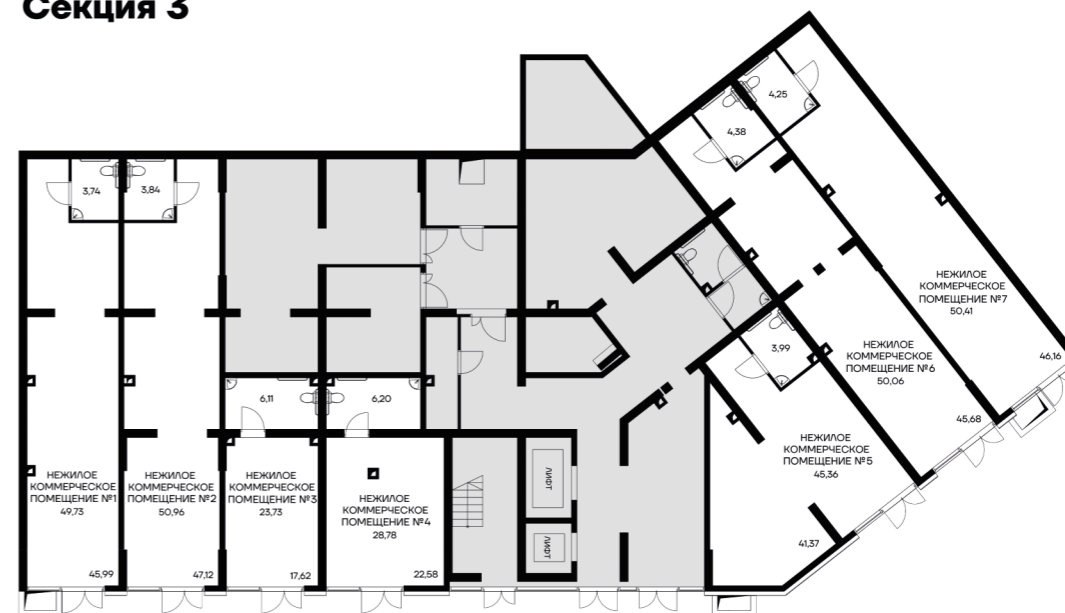 Секция 3
4,25
4,38
3,74
3,84
НЕЖИЛОЕ
КОММЕРЧЕСКОЕ
ПОМЕЩЕНИЕ №7
50,41
3,99
НЕЖИЛОЕ
КОММЕРЧЕСКОЕ
ПОМЕЩЕНИЕ №6
50,06
46,16
6,11
6,20
45,68
НЕЖИЛОЕ
КОММЕРЧЕСКОЕ
ПОМЕЩЕНИЕ №5
45,36
НЕЖИЛОЕ
КОММЕРЧЕСКОЕ
ПОМЕЩЕНИЕ №1
49,73
НЕЖИЛОЕ
КОММЕРЧЕСКОЕ
ПОМЕЩЕНИЕ №2
50,96
НЕЖИЛОЕ
КОММЕРЧЕСКОЕ
ПОМЕЩЕНИЕ №3
23,73
НЕЖИЛОЕ
КОММЕРЧЕСКОЕ
ПОМЕЩЕНИЕ №4
28,78
ЛИФТ
ЛИФТ
41,37
45,99
47,12
17,62
22,58